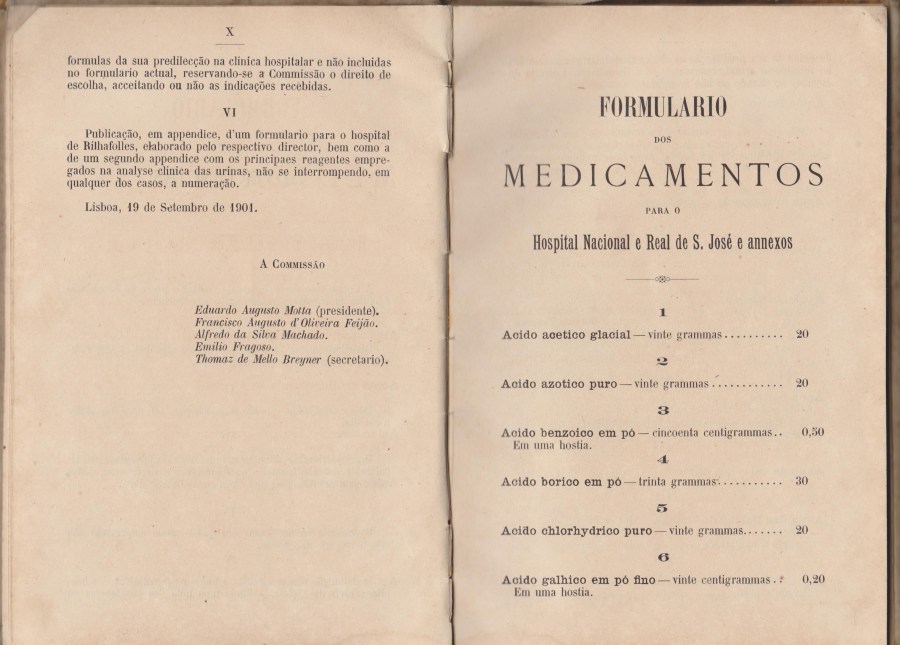 X
formulas da sua predilecção na clinica hospitalar e não incluidas
no formulario actual, reservando-se a Commissão o direito de
escolha, acceitando ou não as indicações recebidas.
VI
Publicação, em appendice, d'um formulario para o hospital
de Rilhafolles, elaborado pelo respectivo director, bem como a
de um segundo appendice com os principaes reagentes empre-
gados na analyse clinica das urinas, não se interrompendo, em
qualquer dos casos, a numeração.
Lisboa, 19 de Setembro de 1901.
A Commissão
Eduardo Augusto Motta (presidente).
Francisco Augusto d'Oliveira Feijão.
Alfredo da Silva Machado.
Emilio Fragoso.
Thomaz de Mello Breyner (secretario).
FORMULARIO
DOS
MEDICAMENTOS
PARA O
Hospital Nacional e Real de S. José e annexos
1
Acido acetico glacial — vinte grammas.......... 20
2
Acido azotico puro — vinte grammas............ 20
3
Acido benzoico em pó — cincoenta centigrammas.. 0,50
Em uma hostia.
4
Acido borico em pó — trinta grammas........... 30
5
Acido chlorhydrico puro — vinte grammas....... 20
6
Acido galhico em pó fino — vinte centigrammas.. 0,20
Em uma hostia.